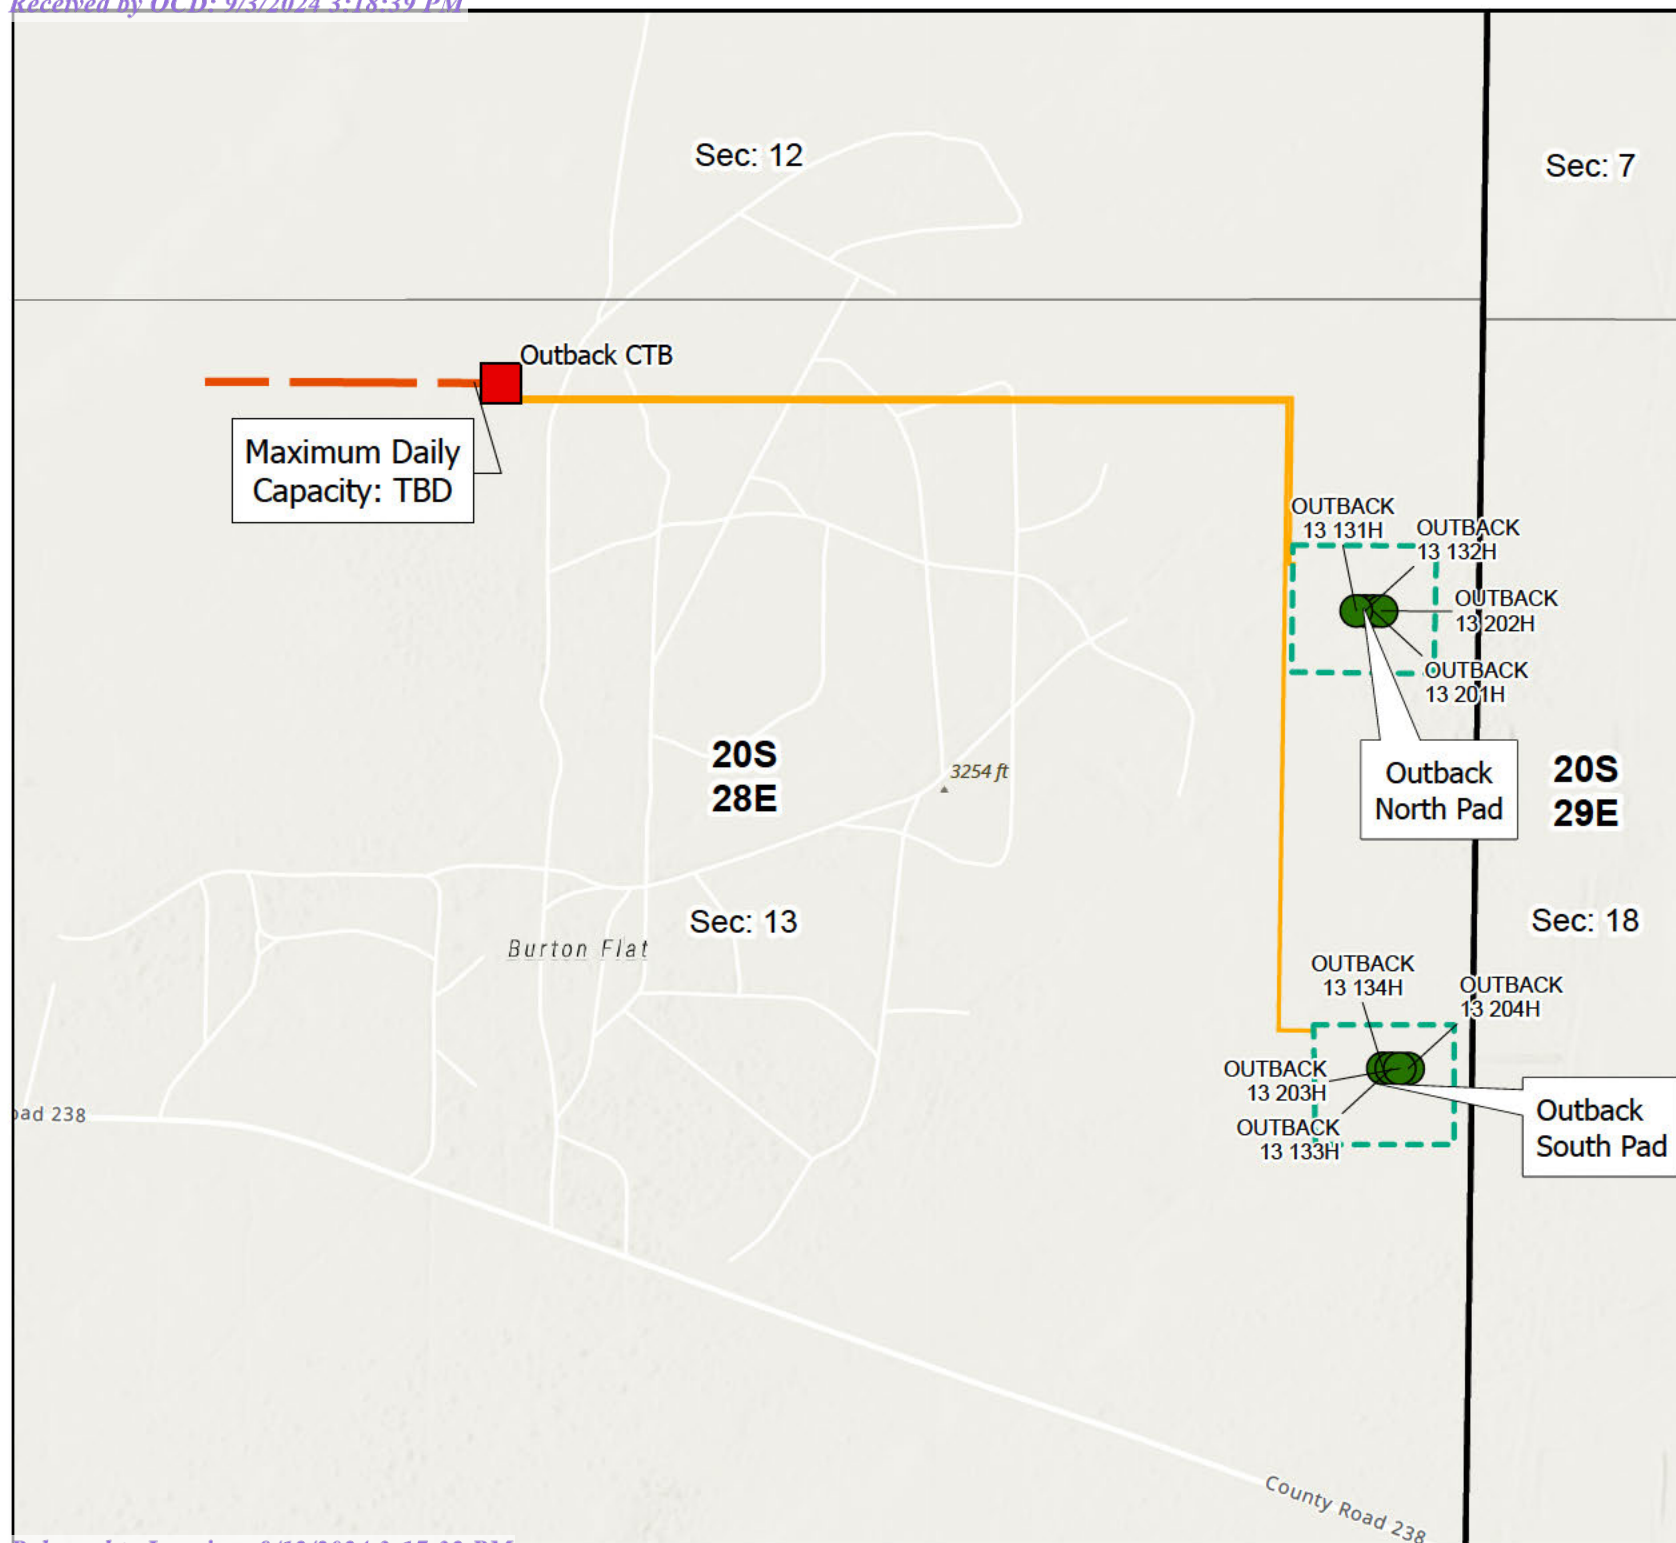 Received by OCD: 9/3/2024 3:18:39 PM
Sec: 12
Sec: 7
Outback CTB
Maximum Daily
Capacity: TBD
OUTBACK
13 131H
OUTBACK
13 132H
OUTBACK
13 202H
OUTBACK
13 201H
20S
28E
3254 ft
Outback
North Pad
20S
29E
Sec: 13
Sec: 18
Burton Flat
OUTBACK
13 134H
OUTBACK
13 204H
OUTBACK
13 203H
OUTBACK
13 133H
Outback
South Pad
oad 238
County Road 238